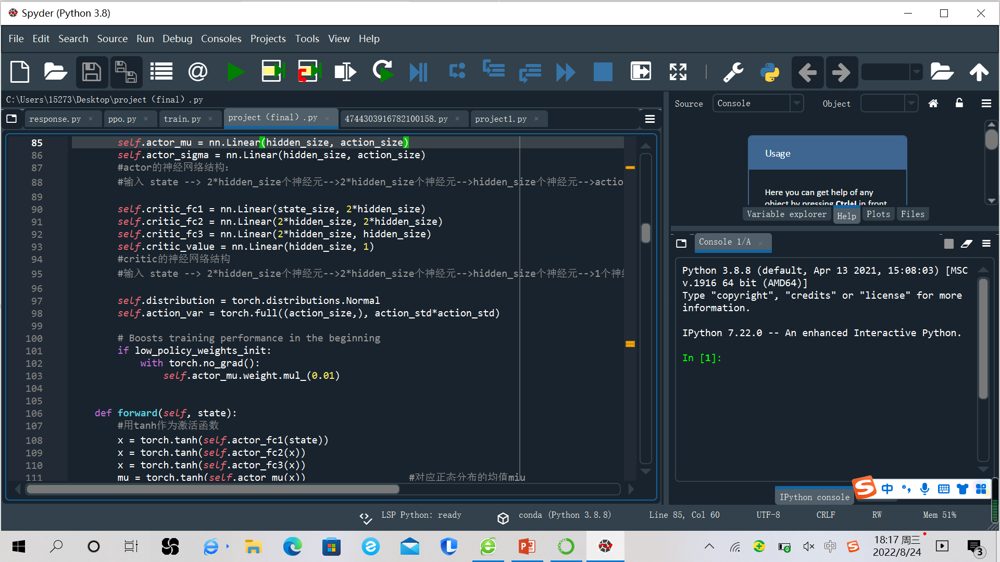 Spyder (Python 3.8)
File Edit Search Source Run Debug Consoles Projects Tools View Help
C:\Users\15273\Desktop\project（final）.py
response.py ppo.py train.py project（final）.py 4744303916782100158.py project1.py
85 self.actor_mu = nn.Linear(hidden_size, action_size)
86 self.actor_sigma = nn.Linear(hidden_size, action_size)
87 #actor的神经网络结构：
88 #输入 state --> 2*hidden_size个神经元-->2*hidden_size个神经元-->hidden_size个神经元-->actio
89
90 self.critic_fc1 = nn.Linear(state_size, 2*hidden_size)
91 self.critic_fc2 = nn.Linear(2*hidden_size, 2*hidden_size)
92 self.critic_fc3 = nn.Linear(2*hidden_size, hidden_size)
93 self.critic_value = nn.Linear(hidden_size, 1)
94 #critic的神经网络结构
95 #输入 state --> 2*hidden_size个神经元-->2*hidden_size个神经元-->hidden_size个神经元-->1个神
96
97 self.distribution = torch.distributions.Normal
98 self.action_var = torch.full((action_size,), action_std*action_std)
99
100 # Boosts training performance in the beginning
101 if low_policy_weights_init:
102 with torch.no_grad():
103 self.actor_mu.weight.mul_(0.01)
104
105
106 def forward(self, state):
107 #用tanh作为激活函数
108 x = torch.tanh(self.actor_fc1(state))
109 x = torch.tanh(self.actor_fc2(x))
110 x = torch.tanh(self.actor_fc3(x))
111 mu = torch.tanh(self.actor_mu(x)) #对应正态分布的均值miu
Source Console Object
Usage
Here you can get help of any
object by pressing Ctrl+I in front
Variable explorer Help Plots Files
Console 1/A
Python 3.8.8 (default, Apr 13 2021, 15:08:03) [MSC
v.1916 64 bit (AMD64)]
Type "copyright", "credits" or "license" for more
information.
IPython 7.22.0 -- An enhanced Interactive Python.
In [1]:
IPython console
中
LSP Python: ready conda (Python 3.8.8) Line 85, Col 60 UTF-8 CRLF RW Mem 51%
中
18:17 周三
2022/8/24
3